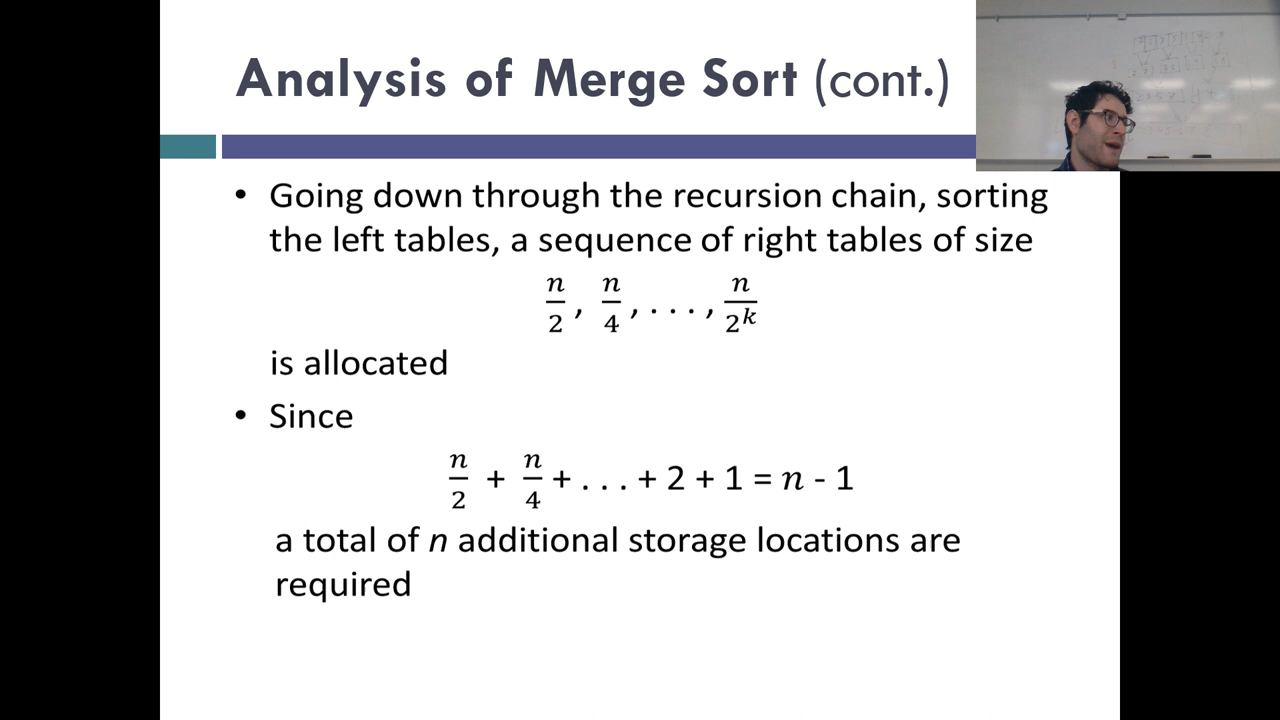 Analysis of Merge Sort (cont.)
• Going down through the recursion chain, sorting
the left tables, a sequence of right tables of size
n/2, n/4, . . . , n/2^k
is allocated
• Since
n/2 + n/4 + . . . + 2 + 1 = n - 1
a total of n additional storage locations are
required